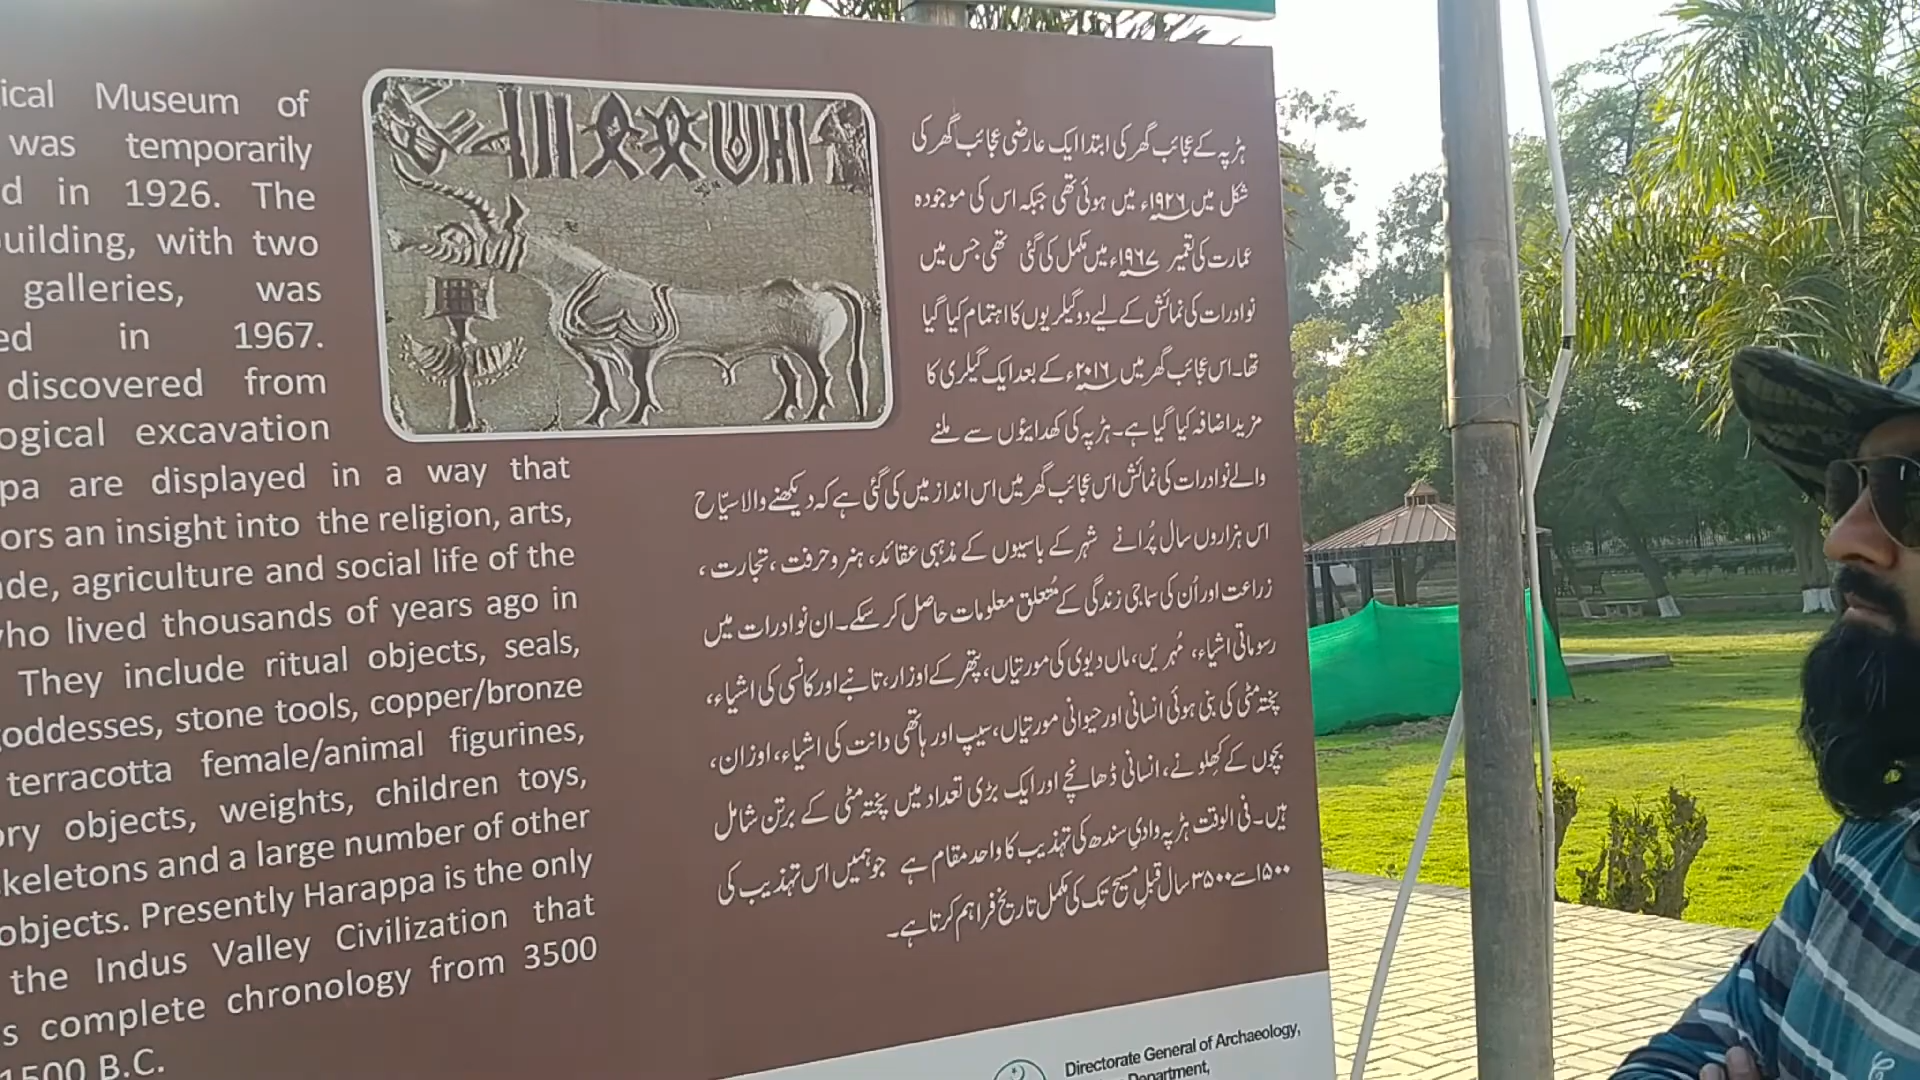 ical Museum of
was temporarily
d in 1926. The
uilding, with two
galleries, was
ed in 1967.
discovered from
ogical excavation
pa are displayed in a way that
ors an insight into the religion, arts,
de, agriculture and social life of the
who lived thousands of years ago in
They include ritual objects, seals,
goddesses, stone tools, copper/bronze
terracotta female/animal figurines,
ory objects, weights, children toys,
skeletons and a large number of other
objects. Presently Harappa is the only
the Indus Valley Civilization that
s complete chronology from 3500
1500 B.C.
ہڑپہ کے عجائب گھر کی ابتدا ایک عارضی عجائب گھر کی
شکل میں ۱۹۲۶ء میں ہوئی تھی جبکہ اس کی موجودہ
عمارت کی تعمیر ۱۹۶۷ء میں مکمل کی گئی تھی جس میں
نوادرات کی نمائش کے لیے دو گیلریوں کا اہتمام کیا گیا
تھا۔ اس عجائب گھر میں ۲۰۱۶ء کے بعد ایک گیلری کا
مزید اضافہ کیا گیا ہے۔ ہڑپہ کی کھدائیوں سے ملنے
والے نوادرات کی نمائش اس عجائب گھر میں اس انداز میں کی گئی ہے کہ دیکھنے والا سیّاح
اس ہزاروں سال پُرانے شہر کے باسیوں کے مذہبی عقائد، ہنر و حرفت، تجارت،
زراعت اور اُن کی سماجی زندگی کے مُتعلق معلومات حاصل کر سکے۔ ان نوادرات میں
رسوماتی اشیاء، مُہریں، ماں دیوی کی مورتیاں، پتھر کے اوزار، تانبے اور کانسی کی اشیاء،
پختہ مٹی کی بنی ہوئی انسانی اور حیوانی مورتیاں، سیپ اور ہاتھی دانت کی اشیاء، اوزان،
بچوں کے کھلونے، انسانی ڈھانچے اور ایک بڑی تعداد میں پختہ مٹی کے برتن شامل
ہیں۔ فی الوقت ہڑپہ وادیِ سندھ کی تہذیب کا واحد مقام ہے جو ہمیں اس تہذیب کی
۱۵۰۰ سے ۳۵۰۰ سال قبلِ مسیح تک کی مکمل تاریخ فراہم کرتا ہے۔
Directorate General of Archaeology,
Department,